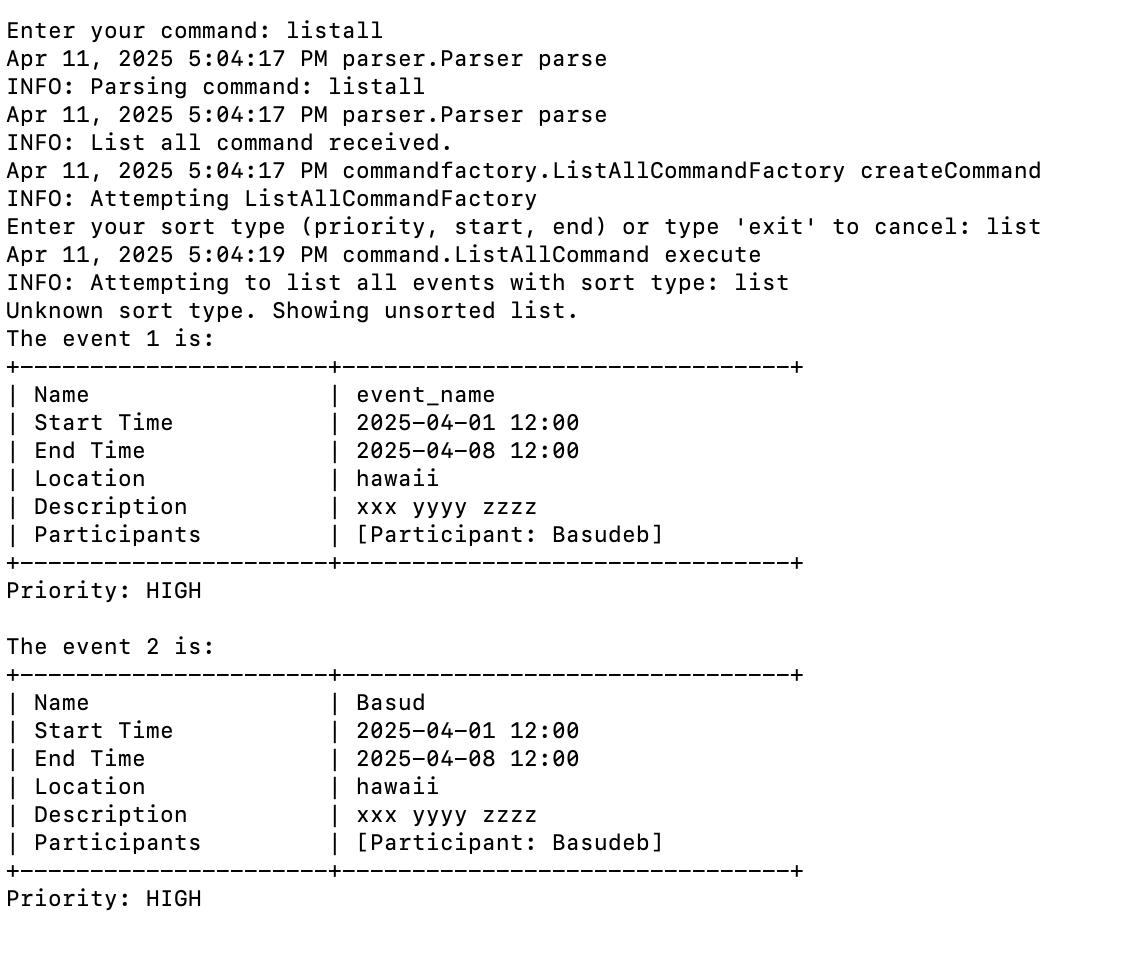 Enter your command: listall
Apr 11, 2025 5:04:17 PM parser.Parser parse
INFO: Parsing command: listall
Apr 11, 2025 5:04:17 PM parser.Parser parse
INFO: List all command received.
Apr 11, 2025 5:04:17 PM commandfactory.ListAllCommandFactory createCommand
INFO: Attempting ListAllCommandFactory
Enter your sort type (priority, start, end) or type 'exit' to cancel: list
Apr 11, 2025 5:04:19 PM command.ListAllCommand execute
INFO: Attempting to list all events with sort type: list
Unknown sort type. Showing unsorted list.
The event 1 is:
+----------------------+--------------------------------+
| Name                 | event_name
| Start Time           | 2025-04-01 12:00
| End Time             | 2025-04-08 12:00
| Location             | hawaii
| Description          | xxx yyyy zzzz
| Participants         | [Participant: Basudeb]
+----------------------+--------------------------------+
Priority: HIGH

The event 2 is:
+----------------------+--------------------------------+
| Name                 | Basud
| Start Time           | 2025-04-01 12:00
| End Time             | 2025-04-08 12:00
| Location             | hawaii
| Description          | xxx yyyy zzzz
| Participants         | [Participant: Basudeb]
+----------------------+--------------------------------+
Priority: HIGH